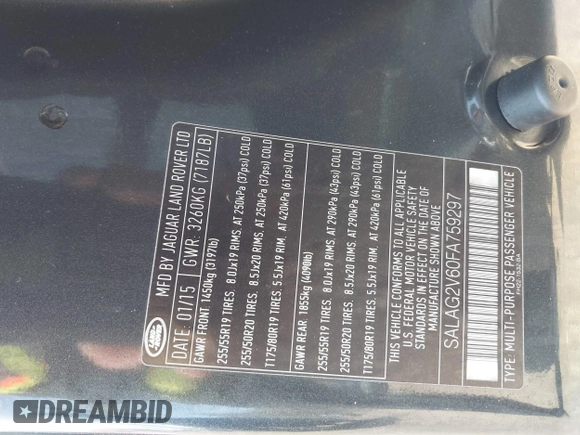 LAND ROVER
MFD BY JAGUAR LAND ROVER LTD
DATE: 01/15 GWR. 3260KG (7187LB)
GAWR FRONT: 1450kg (3197lb)
255/55R19 TIRES. 8.0Jx19 RIMS. AT 250kPa (37psi) COLD
255/50R20 TIRES. 8.5Jx20 RIMS. AT 250kPa (37psi) COLD
T175/80R19 TIRES. 5.5Jx19 RIM. AT 420kPa (61psi) COLD
GAWR REAR: 1855kg (4090lb)
255/55R19 TIRES. 8.0Jx19 RIMS. AT 290kPa (43psi) COLD
255/50R20 TIRES. 8.5Jx20 RIMS. AT 290kPa (43psi) COLD
T175/80R19 TIRES. 5.5Jx19 RIM. AT 420kPa (61psi) COLD
THIS VEHICLE CONFORMS TO ALL APPLICABLE
U.S. FEDERAL MOTOR VEHICLE SAFETY
STANDARDS IN EFFECT ON THE DATE OF
MANUFACTURE SHOWN ABOVE
SALAG2V60FA759297
TYPE: MULTI-PURPOSE PASSENGER VEHICLE
DREAMBID